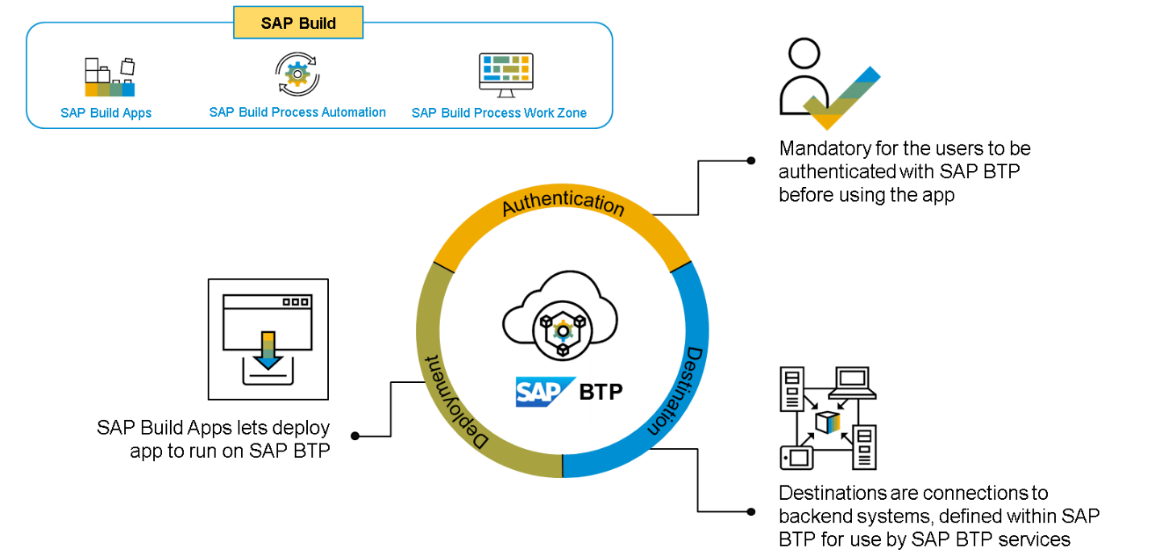 SAP Build
SAP Build Apps
SAP Build Process Automation
SAP Build Process Work Zone
Mandatory for the users to be
authenticated with SAP BTP
before using the app
Authentication
Destination
Deployment
SAP BTP
SAP Build Apps lets deploy
app to run on SAP BTP
Destinations are connections to
backend systems, defined within SAP
BTP for use by SAP BTP services